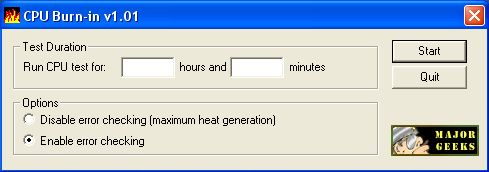 CPU Burn-in v1.01
Test Duration
Run CPU test for: hours and minutes
Start
Quit
Options
Disable error checking (maximum heat generation)
Enable error checking
MAJOR
GEEKS